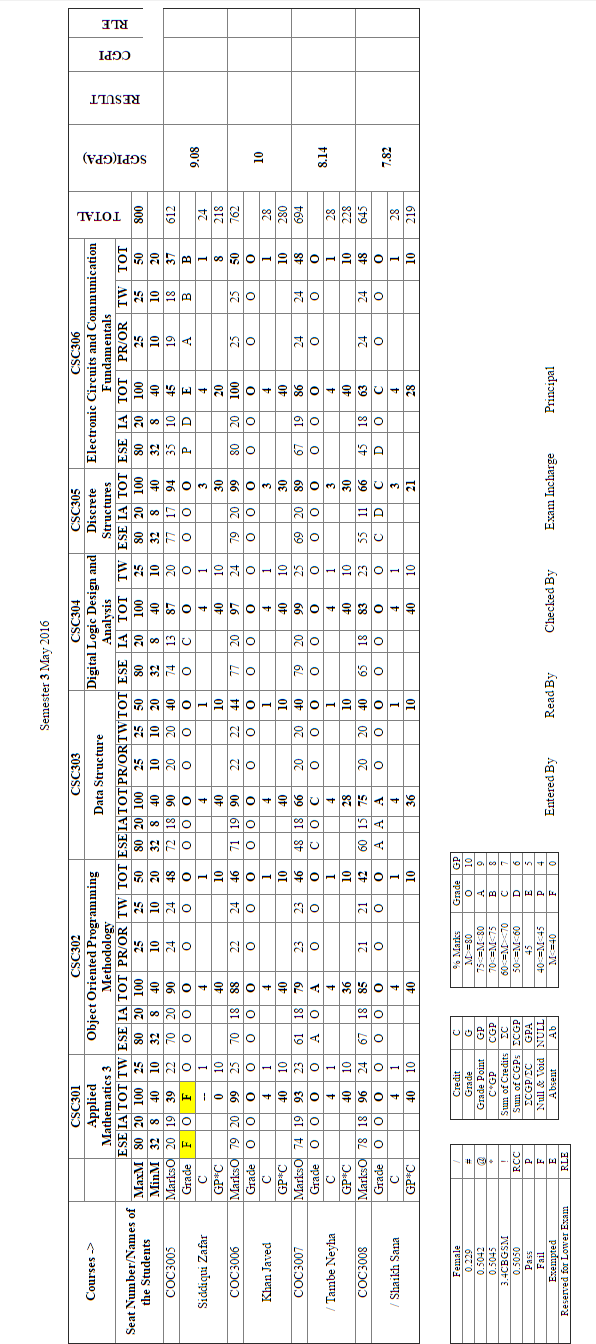 Semester 3 May 2016
Courses -> CSC301 CSC302 CSC303 CSC304 CSC305 CSC306 TOTAL SGPI(GPA) RESULT CGPI RLE
Applied Mathematics 3 Object Oriented Programming Methodology Data Structure Digital Logic Design and Analysis Discrete Structures Electronic Circuits and Communication Fundamentals
ESE IA TOT TW ESE IA TOT PR/OR TW TOT ESE IA TOT PR/OR TW TOT ESE IA TOT TW ESE IA TOT ESE IA TOT PR/OR TW TOT
Seat Number/Names of the Students MaxM 80 20 100 25 80 20 100 25 25 50 80 20 100 25 25 50 80 20 100 25 80 20 100 80 20 100 25 25 50 800
MinM 32 8 40 10 32 8 40 10 10 20 32 8 40 10 10 20 32 8 40 10 32 8 40 32 8 40 10 10 20
COC3005 MarksO 20 19 39 22 70 20 90 24 24 48 72 18 90 20 20 40 74 13 87 20 77 17 94 35 10 45 19 18 37 612
Grade F O F O O O O O O O O O O O O O O C O O O O O P D E A B B
Siddiqui Zafar C -- 1 4 1 4 1 4 1 3 4 1 24 9.08
GP*C 0 10 40 10 40 10 40 10 30 20 8 218
COC3006 MarksO 79 20 99 25 70 18 88 22 24 46 71 19 90 22 22 44 77 20 97 24 79 20 99 80 20 100 25 25 50 762
Grade O O O O O O O O O O O O O O O O O O O O O O O O O O O O O
Khan Javed C 4 1 4 1 4 1 4 1 3 4 1 28 10
GP*C 40 10 40 10 40 10 40 10 30 40 10 280
COC3007 MarksO 74 19 93 23 61 18 79 23 23 46 48 18 66 20 20 40 79 20 99 25 69 20 89 67 19 86 24 24 48 694
Grade O O O O A O A O O O C O C O O O O O O O O O O O O O O O O
/ Tambe Neyha C 4 1 4 1 4 1 4 1 3 4 1 28 8.14
GP*C 40 10 36 10 28 10 40 10 30 40 10 228
COC3008 MarksO 78 18 96 24 67 18 85 21 21 42 60 15 75 20 20 40 65 18 83 23 55 11 66 45 18 63 24 24 48 645
Grade O O O O O O O O O O A A A O O O O O O O C D C D O C O O O
/ Shaikh Sana C 4 1 4 1 4 1 4 1 3 4 1 28 7.82
GP*C 40 10 40 10 36 10 40 10 21 28 10 219
Female /
0.229 #
0.5042 @
0.5045 *
3.4CBGSM !
0.5050 RCC
Pass P
Fail F
Exempted E
Reserved for Lower Exam RLE
Credit C
Grade G
Grade Point GP
C*GP CGP
Sum of Credits ΣC
Sum of CGPs ΣCGP
ΣCGP/ΣC GPA
Null & Void NULL
Absent Ab
% Marks Grade GP
M>=80 O 10
75<=M<80 A 9
70<=M<75 B 8
60<=M<70 C 7
50<=M<60 D 6
45 E 5
40<=M<45 P 4
M<=40 F 0
Entered By Read By Checked By Exam Incharge Principal